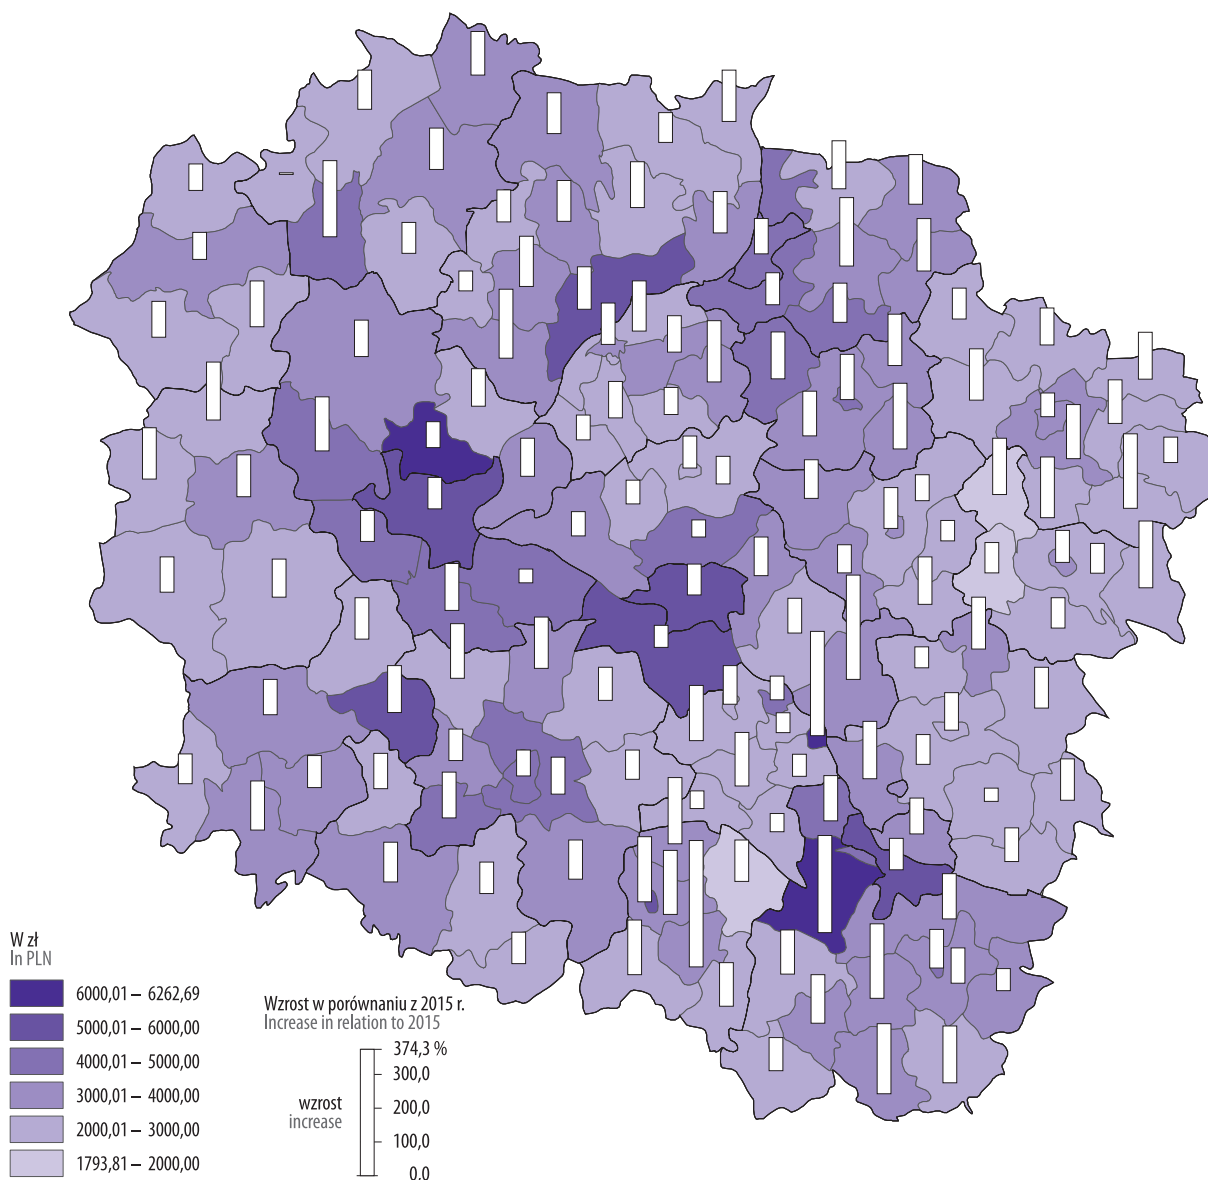 W zł
In PLN
6000,01 – 6262,69
5000,01 – 6000,00
4000,01 – 5000,00
3000,01 – 4000,00
2000,01 – 3000,00
1793,81 – 2000,00
Wzrost w porównaniu z 2015 r.
Increase in relation to 2015
374,3 %
300,0
200,0
100,0
0,0
wzrost
increase